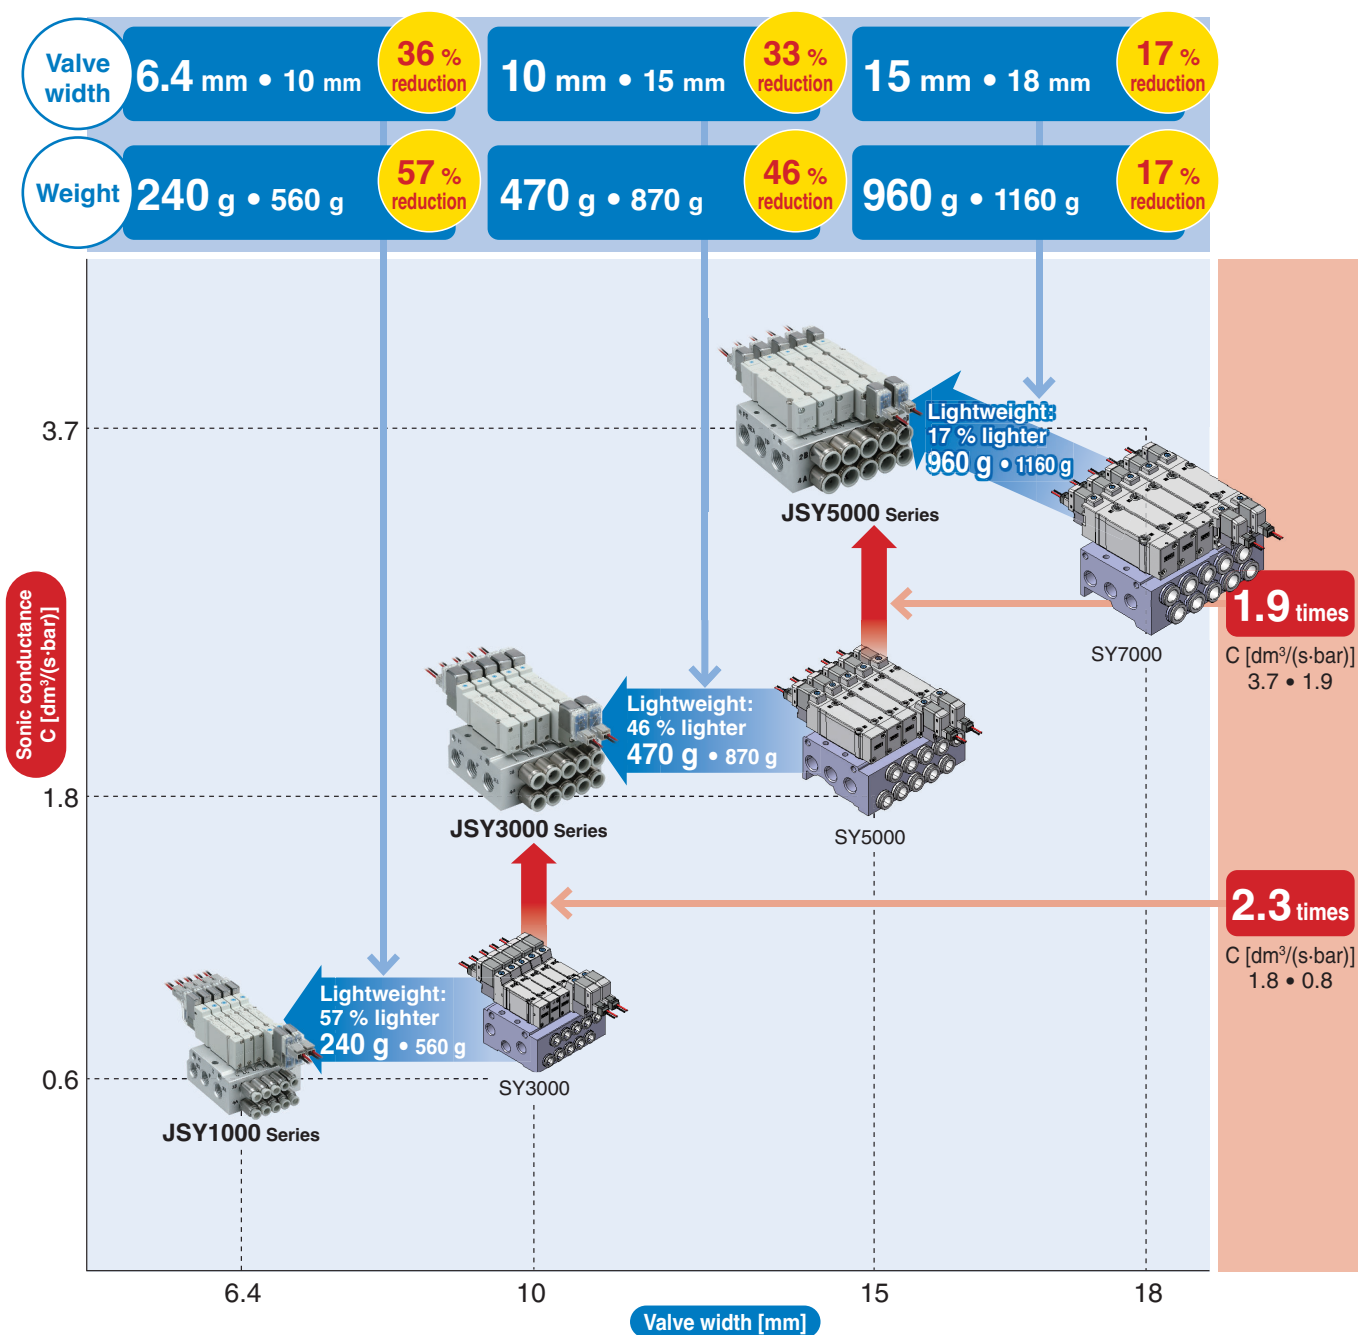 Valve
width
6.4 mm • 10 mm
36 %
reduction
10 mm • 15 mm
33 %
reduction
15 mm • 18 mm
17 %
reduction
Weight
240 g • 560 g
57 %
reduction
470 g • 870 g
46 %
reduction
960 g • 1160 g
17 %
reduction
Sonic conductance
C [dm³/(s·bar)]
3.7
1.8
0.6
Lightweight:
17 % lighter
960 g • 1160 g
JSY5000 Series
SY7000
1.9 times
C [dm³/(s·bar)]
3.7 • 1.9
Lightweight:
46 % lighter
470 g • 870 g
JSY3000 Series
SY5000
2.3 times
C [dm³/(s·bar)]
1.8 • 0.8
Lightweight:
57 % lighter
240 g • 560 g
SY3000
JSY1000 Series
6.4
10
15
18
Valve width [mm]